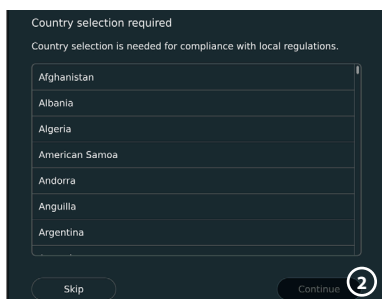 Country selection required
Country selection is needed for compliance with local regulations.
Afghanistan
Albania
Algeria
American Samoa
Andorra
Anguilla
Argentina
Skip
Continue
2